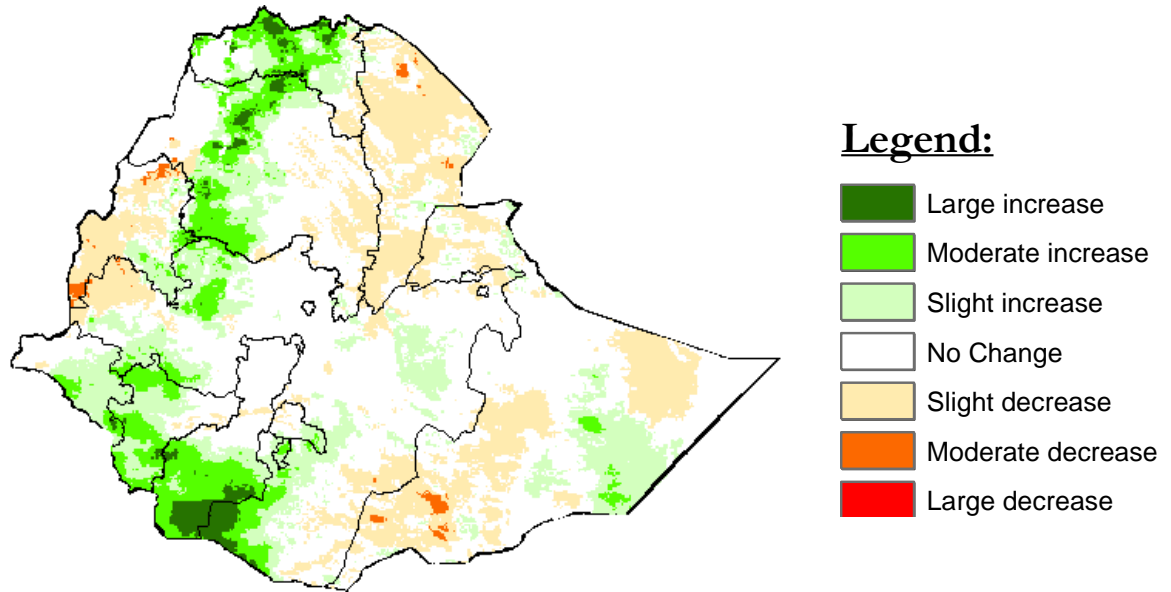 Legend:
Large increase
Moderate increase
Slight increase
No Change
Slight decrease
Moderate decrease
Large decrease